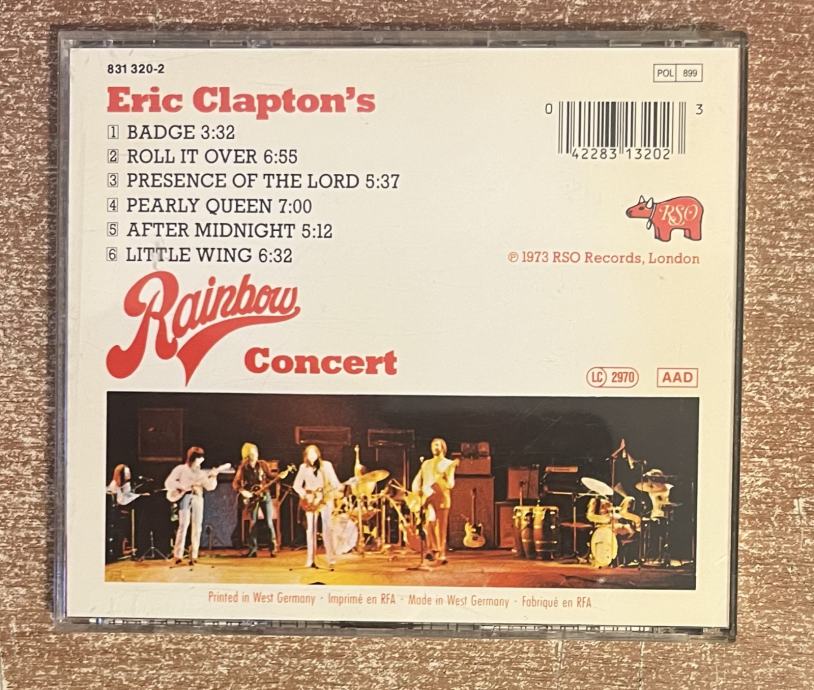 831 320-2
POL 899
Eric Clapton's
0 42283 13202 3
1 BADGE 3:32
2 ROLL IT OVER 6:55
3 PRESENCE OF THE LORD 5:37
4 PEARLY QUEEN 7:00
5 AFTER MIDNIGHT 5:12
6 LITTLE WING 6:32
RSO
℗ 1973 RSO Records, London
Rainbow
Concert
LC 2970
AAD
Printed in West Germany · Imprimé en RFA · Made in West Germany · Fabriqué en RFA